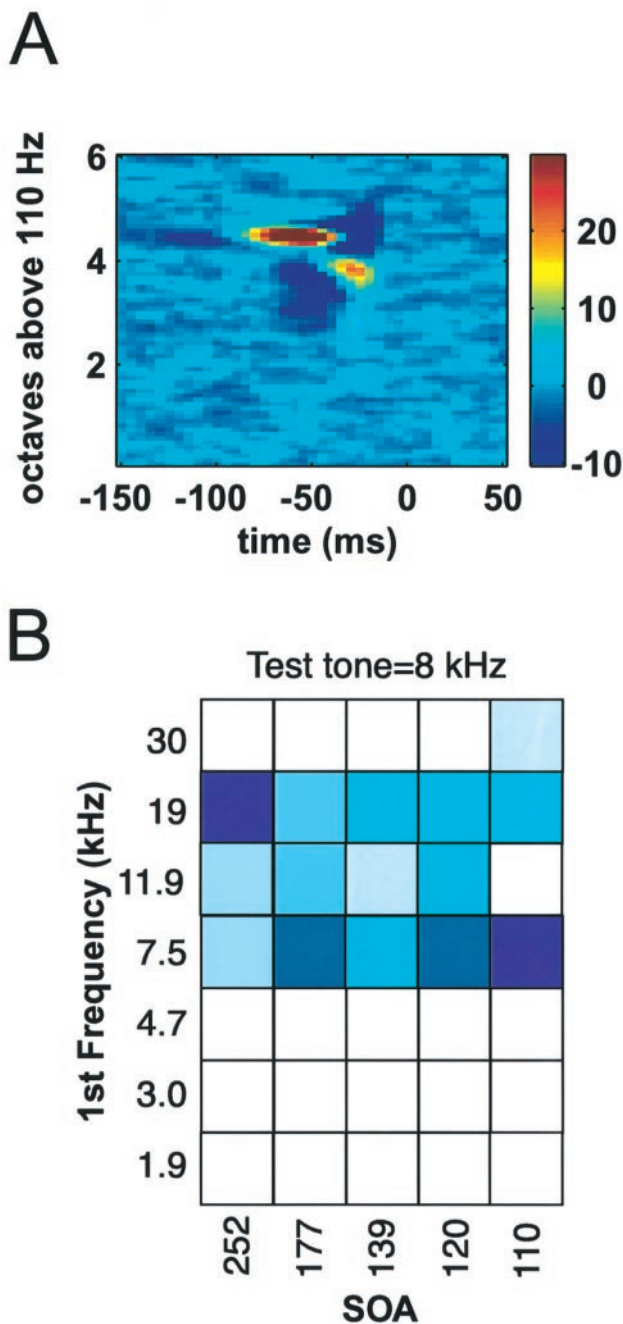 A
octaves above 110 Hz
6
4
2
-150 -100 -50 0 50
time (ms)
20
10
0
-10
B
Test tone=8 kHz
1st Frequency (kHz)
30
19
11.9
7.5
4.7
3.0
1.9
252 177 139 120 110
SOA